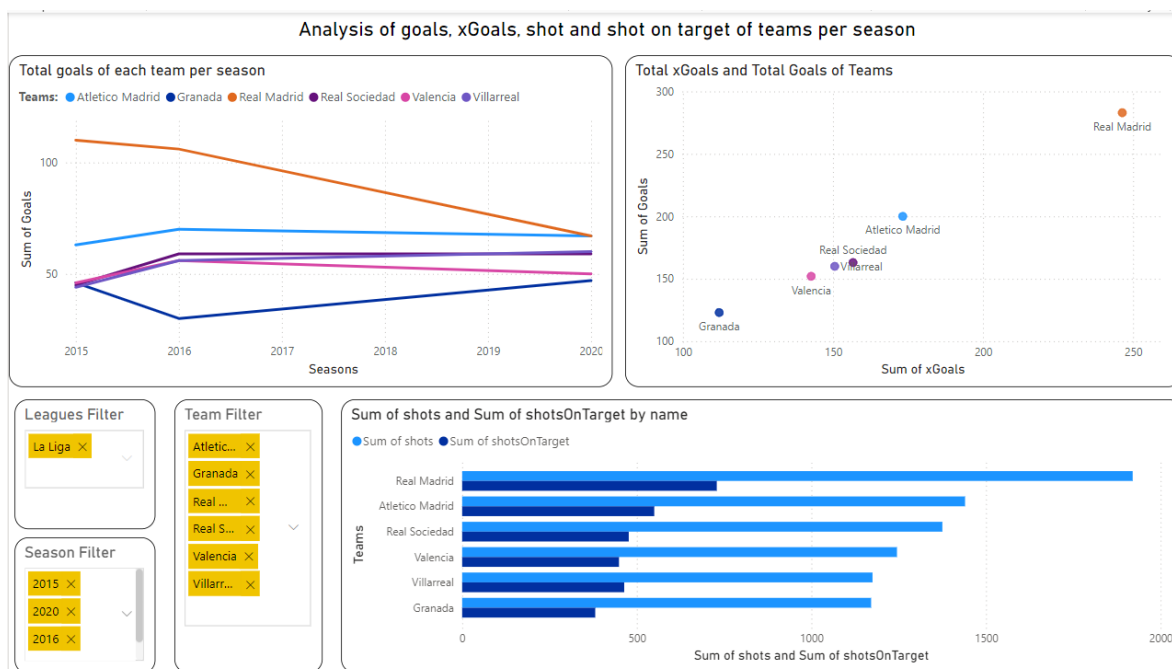 Analysis of goals, xGoals, shot and shot on target of teams per season
Total goals of each team per season
Teams: Atletico Madrid Granada Real Madrid Real Sociedad Valencia Villarreal
100
50
Sum of Goals
2015 2016 2017 2018 2019 2020
Seasons
Total xGoals and Total Goals of Teams
300
250
200
150
100
Sum of Goals
Real Madrid
Atletico Madrid
Real Sociedad
Villarreal
Valencia
Granada
100 150 200 250
Sum of xGoals
Leagues Filter
La Liga
Season Filter
2015
2020
2016
Team Filter
Atletic...
Granada
Real ...
Real S...
Valencia
Villarr...
Sum of shots and Sum of shotsOnTarget by name
Sum of shots Sum of shotsOnTarget
Teams
Real Madrid
Atletico Madrid
Real Sociedad
Valencia
Villarreal
Granada
0 500 1000 1500 2000
Sum of shots and Sum of shotsOnTarget